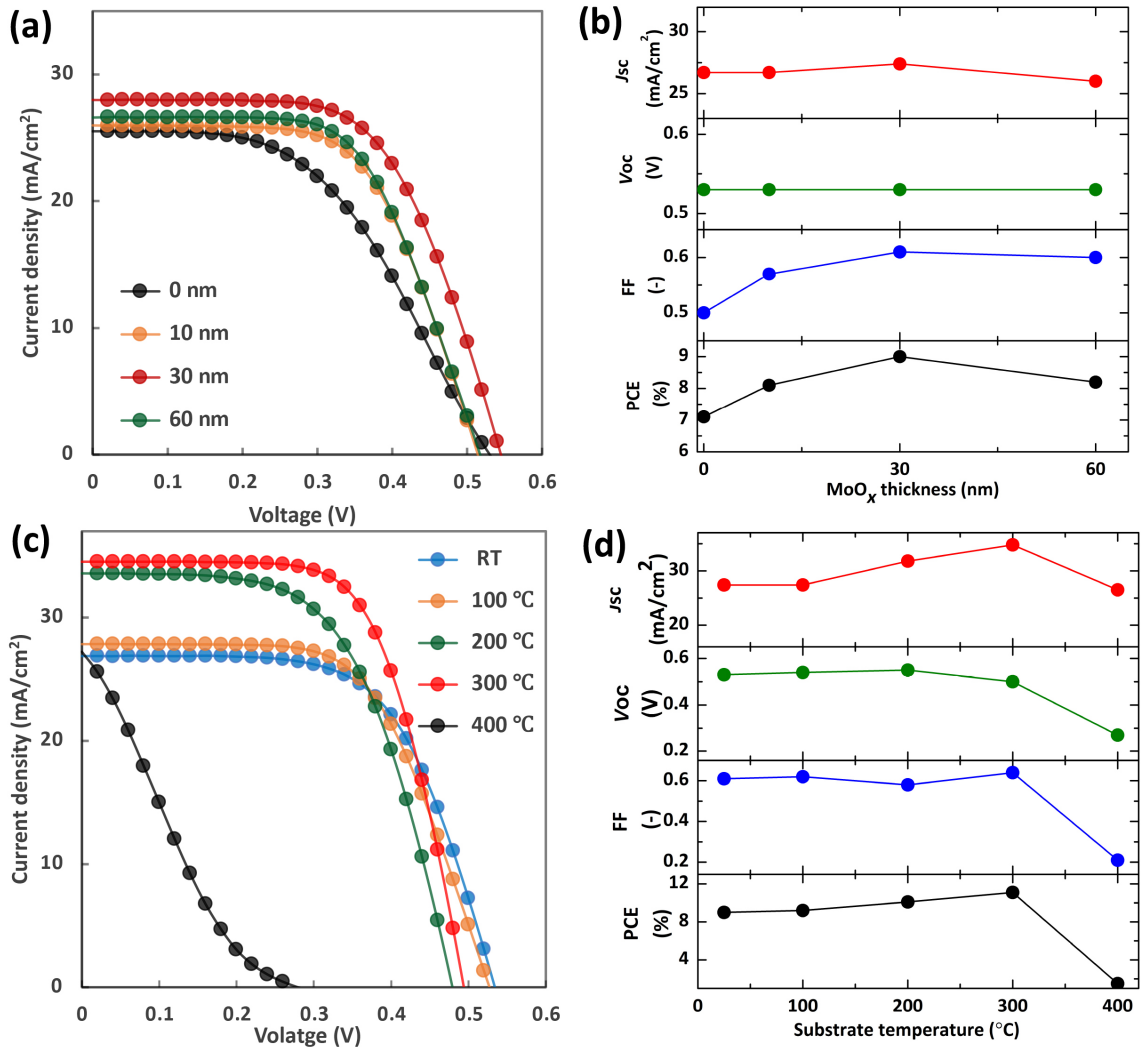 (a)
30
20
10
0
Current density (mA/cm2)
0 nm
10 nm
30 nm
60 nm
0 0.1 0.2 0.3 0.4 0.5 0.6
Voltage (V)
(b)
30
25
Jsc
(mA/cm2)
0.6
0.5
Voc
(V)
0.6
0.5
FF
(-)
9
8
7
6
PCE
(%)
0 30 60
MoOx thickness (nm)
(c)
30
20
10
0
Current density (mA/cm2)
RT
100 ℃
200 ℃
300 ℃
400 ℃
0 0.1 0.2 0.3 0.4 0.5 0.6
Volatge (V)
(d)
30
20
Jsc
(mA/cm2)
0.6
0.4
0.2
Voc
(V)
0.6
0.4
0.2
FF
(-)
12
8
4
PCE
(%)
0 100 200 300 400
Substrate temperature (°C)